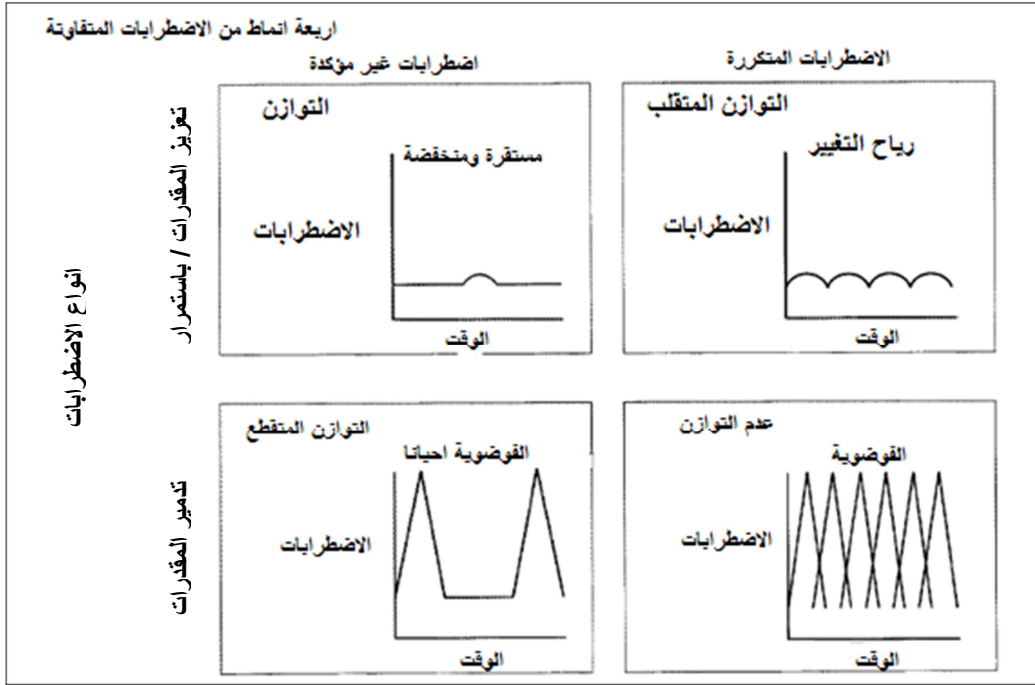 اربعة انماط من الاضطرابات المتفاوتة
الاضطرابات المتكررة
اضطرابات غير مؤكدة
انواع الاضطرابات
تعزيز المقدرات / باستمرار
التوازن المتقلب
رياح التغيير
الاضطرابات
الوقت
التوازن
مستقرة ومنخفضة
الاضطرابات
الوقت
تدمير المقدرات
عدم التوازن
الفوضوية
الاضطرابات
الوقت
التوازن المتقطع
الفوضوية احيانا
الاضطرابات
الوقت